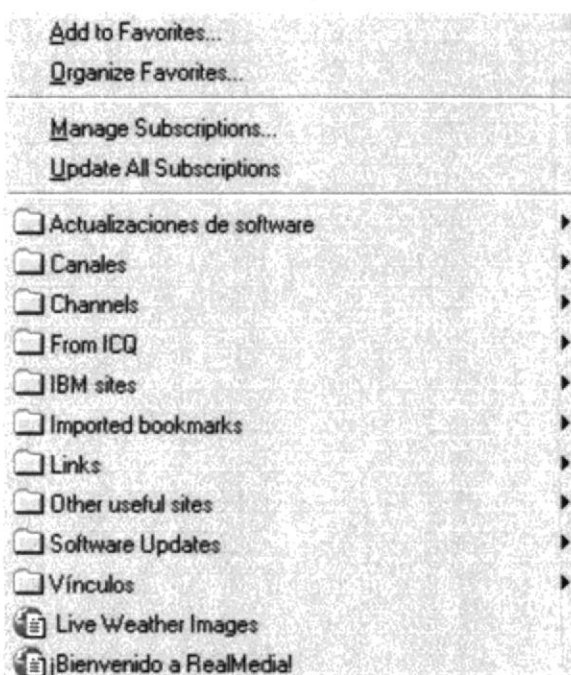 Add to Favorites...
Organize Favorites...
Manage Subscriptions...
Update All Subscriptions
Actualizaciones de software
Canales
Channels
From ICQ
IBM sites
Imported bookmarks
Links
Other useful sites
Software Updates
Vínculos
Live Weather Images
¡Bienvenido a RealMedia!